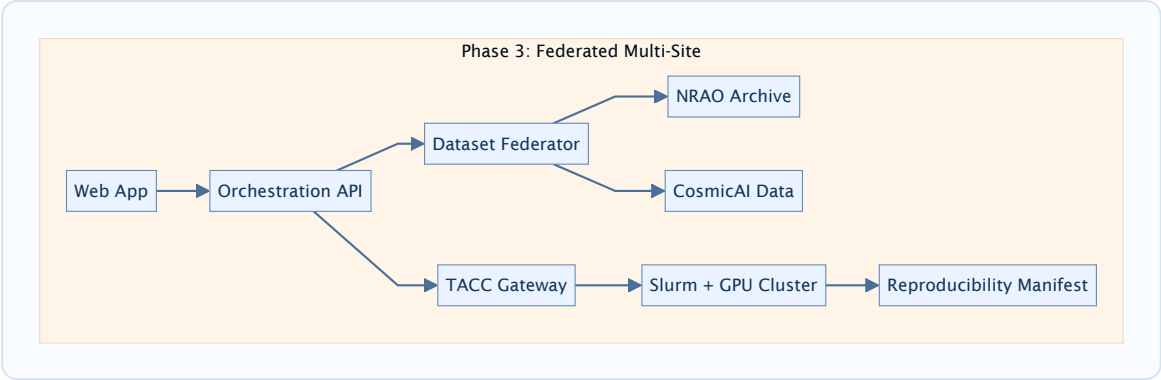 Phase 3: Federated Multi-Site
NRAO Archive
Dataset Federator
Web App
Orchestration API
CosmicAI Data
TACC Gateway
Slurm + GPU Cluster
Reproducibility Manifest